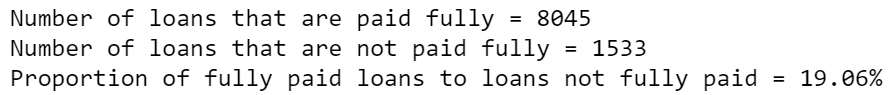 Number of loans that are paid fully = 8045
Number of loans that are not paid fully = 1533
Proportion of fully paid loans to loans not fully paid = 19.06%